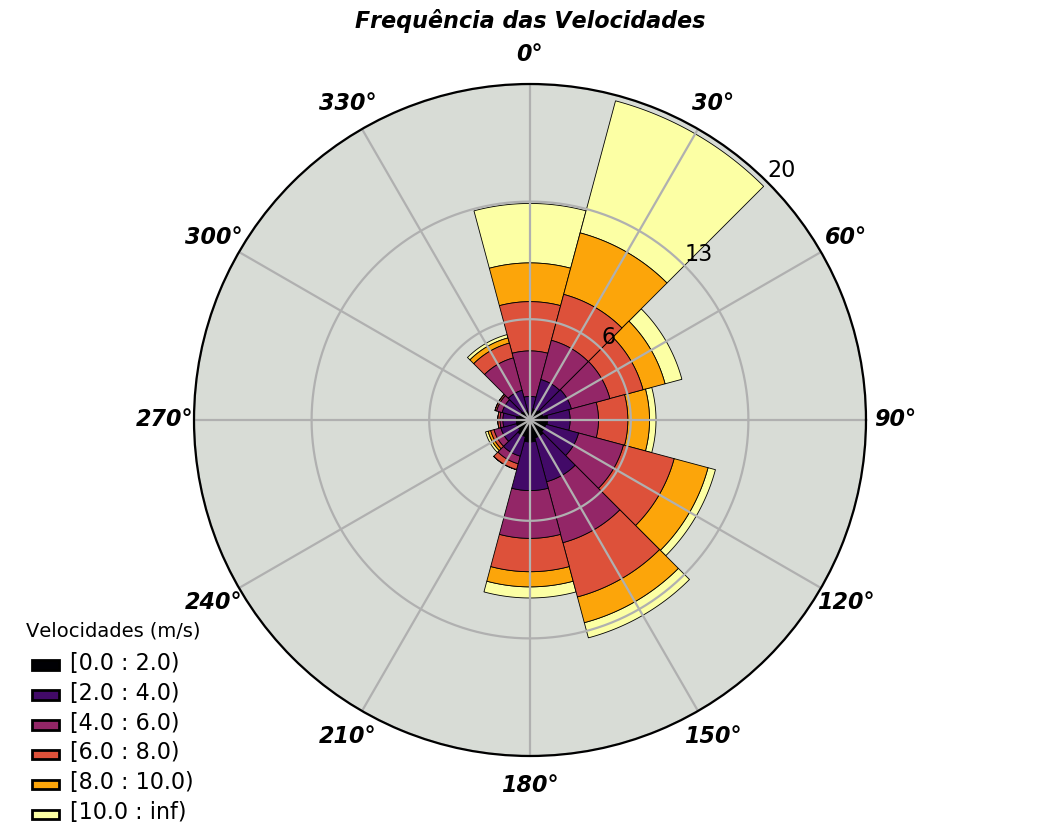 Frequência das Velocidades
0°
330°
30°
20
300°
60°
13
6
270°
90°
240°
120°
210°
150°
180°
Velocidades (m/s)
[0.0 : 2.0)
[2.0 : 4.0)
[4.0 : 6.0)
[6.0 : 8.0)
[8.0 : 10.0)
[10.0 : inf)